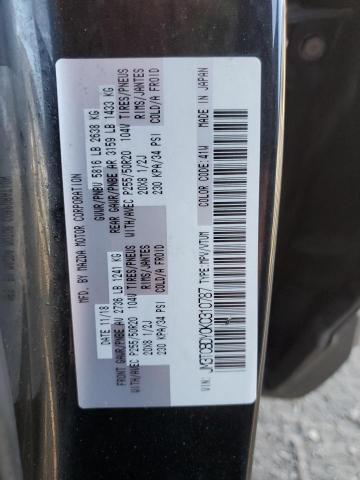 MFD. BY MAZDA MOTOR CORPORATION
DATE 11/18 GVWR/PNBV 5816 LB 2638 KG
FRONT GAWR/PNBE AV 2736 LB 1241 KG REAR GAWR/PNBE AR 3159 LB 1433 KG
WITH/AVEC P255/50R20 104V TIRES/PNEUS WITH/AVEC P255/50R20 104V TIRES/PNEUS
20X8 1/2J RIMS/JANTES 20X8 1/2J RIMS/JANTES
230 KPA/34 PSI COLD/A FROID 230 KPA/34 PSI COLD/A FROID
VIN: JM3TCBDY0K0310787 TYPE:MPV/VTUM COLOR CODE:41W MADE IN JAPAN